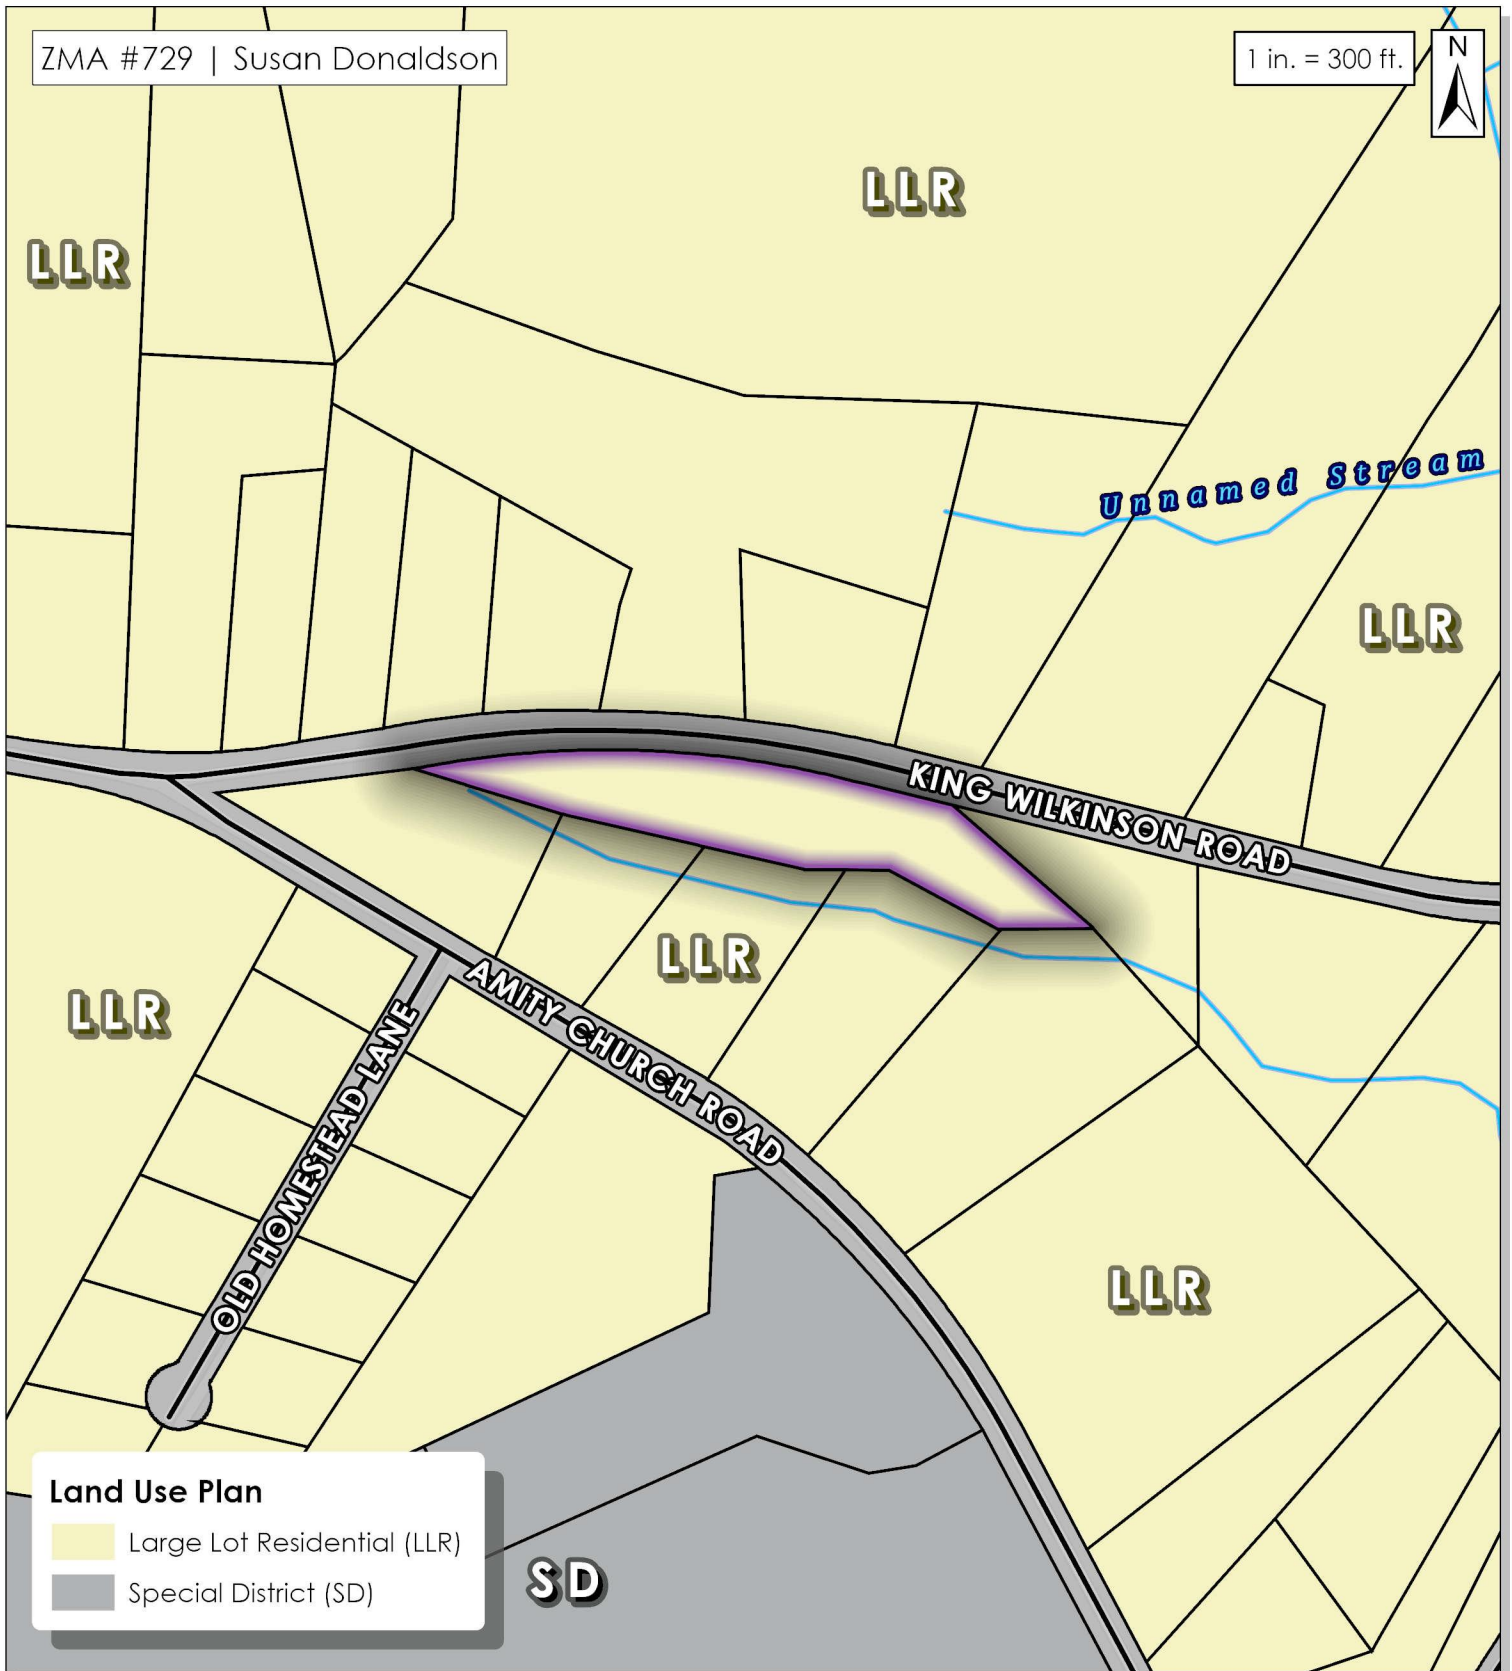 ZMA #729 | Susan Donaldson
1 in. = 300 ft.
N
LLR
LLR
Unnamed Stream
LLR
KING WILKINSON ROAD
LLR
LLR
AMITY CHURCH ROAD
OLD HOMESTEAD LANE
LLR
Land Use Plan
Large Lot Residential (LLR)
Special District (SD)
SD